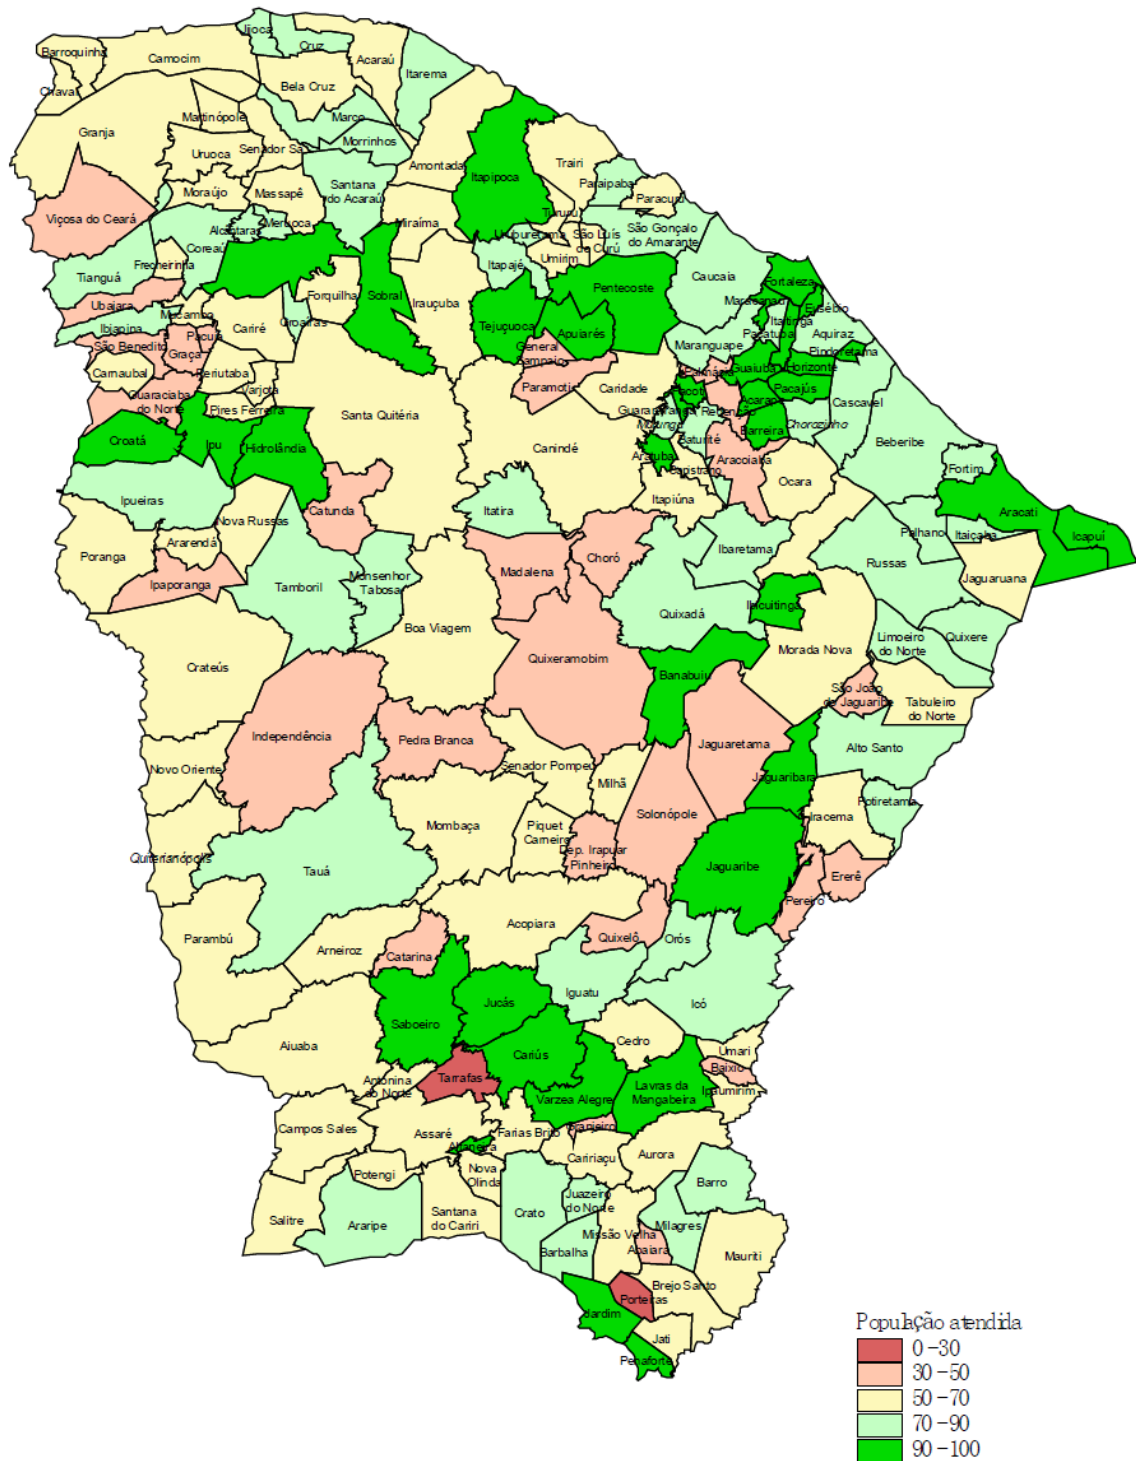 Ijioca
Cruz
Barroquinha
Camocim
Acaraú
Itarema
Chaval
Bela Cruz
Martinópole
Marco
Granja
Senador Sá
Morrinhos
Uruoca
Amontada
Itapipoca
Trairi
Moraújo
Massapê
Santana
do Acaraú
Paraipaba
Paracuru
Viçosa do Ceará
Miraíma
Tururu
Alcântaras
Meruoca
Uruburetama
São Luís
do Curú
São Gonçalo
do Amarante
Coreaú
Frecheirinha
Umirim
Tianguá
Itapajé
Caucaia
Ubajara
Forquilha
Sobral
Irauçuba
Pentecoste
Fortaleza
Maracanaú
Eusébio
Mucambo
Ibiapina
Cariré
Groaíras
Tejuçuoca
Apuiarés
Itaitinga
Pacatuba
Aquiraz
São Benedito
Pacujá
Graça
General
Sampaio
Maranguape
Pindoretama
Carnaubal
Reriutaba
Palmácia
Guaiuba
Horizonte
Guaraciaba
do Norte
Varjota
Paramoti
Caridade
Pacoti
Acarape
Pacajús
Pires Ferreira
Santa Quitéria
Guaramiranga
Redenção
Cascavel
Croatá
Ipu
Hidrolândia
Canindé
Mulungu
Baturité
Barreira
Chorozinho
Beberibe
Aratuba
Capistrano
Aracoiaba
Fortim
Ipueiras
Catunda
Itatira
Itapiúna
Ocara
Aracati
Nova Russas
Poranga
Ararendá
Choró
Ibaretama
Palhano
Itaiçaba
Icapuí
Ipaporanga
Tamboril
Monsenhor
Tabosa
Madalena
Russas
Jaguaruana
Boa Viagem
Quixadá
Ibicuitinga
Crateús
Quixeramobim
Banabuiu
Morada Nova
Limoeiro
do Norte
Quixere
São João
do Jaguaribe
Tabuleiro
do Norte
Independência
Pedra Branca
Jaguaretama
Alto Santo
Novo Oriente
Senador Pompeu
Milhã
Jaguaribara
Potiretama
Mombaça
Piquet
Carneiro
Solonópole
Iracema
Quiterianópolis
Tauá
Dep. Irapuar
Pinheiro
Jaguaribe
Ererê
Pereiro
Parambú
Arneiroz
Catarina
Acopiara
Quixelô
Orós
Iguatu
Icó
Saboeiro
Jucás
Aiuaba
Cariús
Cedro
Umari
Baixio
Antonina
do Norte
Tarrafas
Varzea Alegre
Lavras da
Mangabeira
Ipaumirim
Campos Sales
Assaré
Farias Brito
Granjeiro
Altaneira
Caririaçu
Aurora
Potengi
Nova
Olinda
Salitre
Araripe
Santana
do Cariri
Crato
Juazeiro
do Norte
Barro
Missão Velha
Milagres
Barbalha
Abaiara
Mauriti
Brejo Santo
Porteiras
Jardim
Jati
Penaforte
População atendida
0 – 30
30 – 50
50 – 70
70 – 90
90 – 100